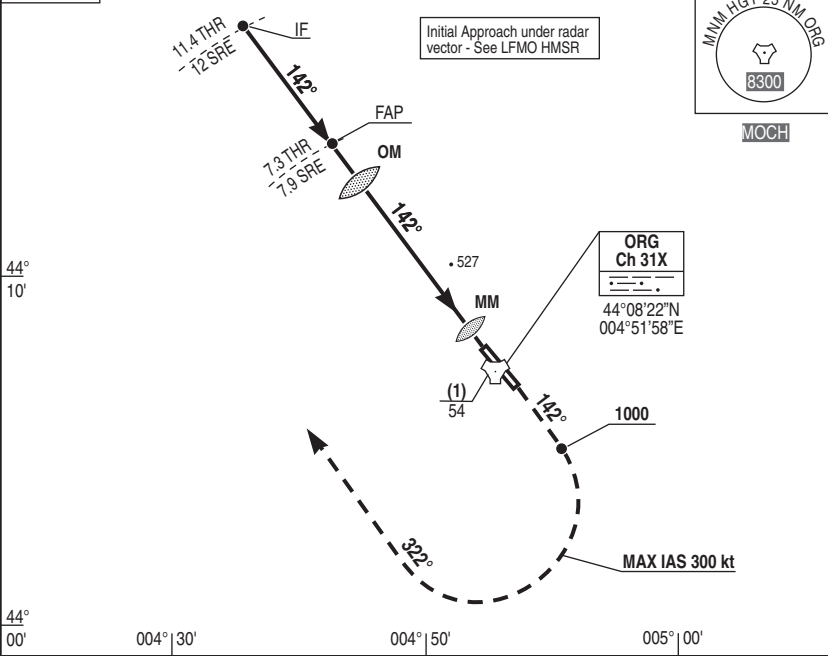 11.4 THR
12 SRE
IF
142°
Initial Approach under radar
vector - See LFMO HMSR
MNM HGT 25 NM ORG
8300
MOCH
FAP
7.3 THR
7.9 SRE
OM
142°
527
ORG
Ch 31X
44°08'22"N
004°51'58"E
44°
10'
MM
(1)
54
142°
1000
322°
MAX IAS 300 kt
44°
00'
004° 30'
004° 50'
005° 00'